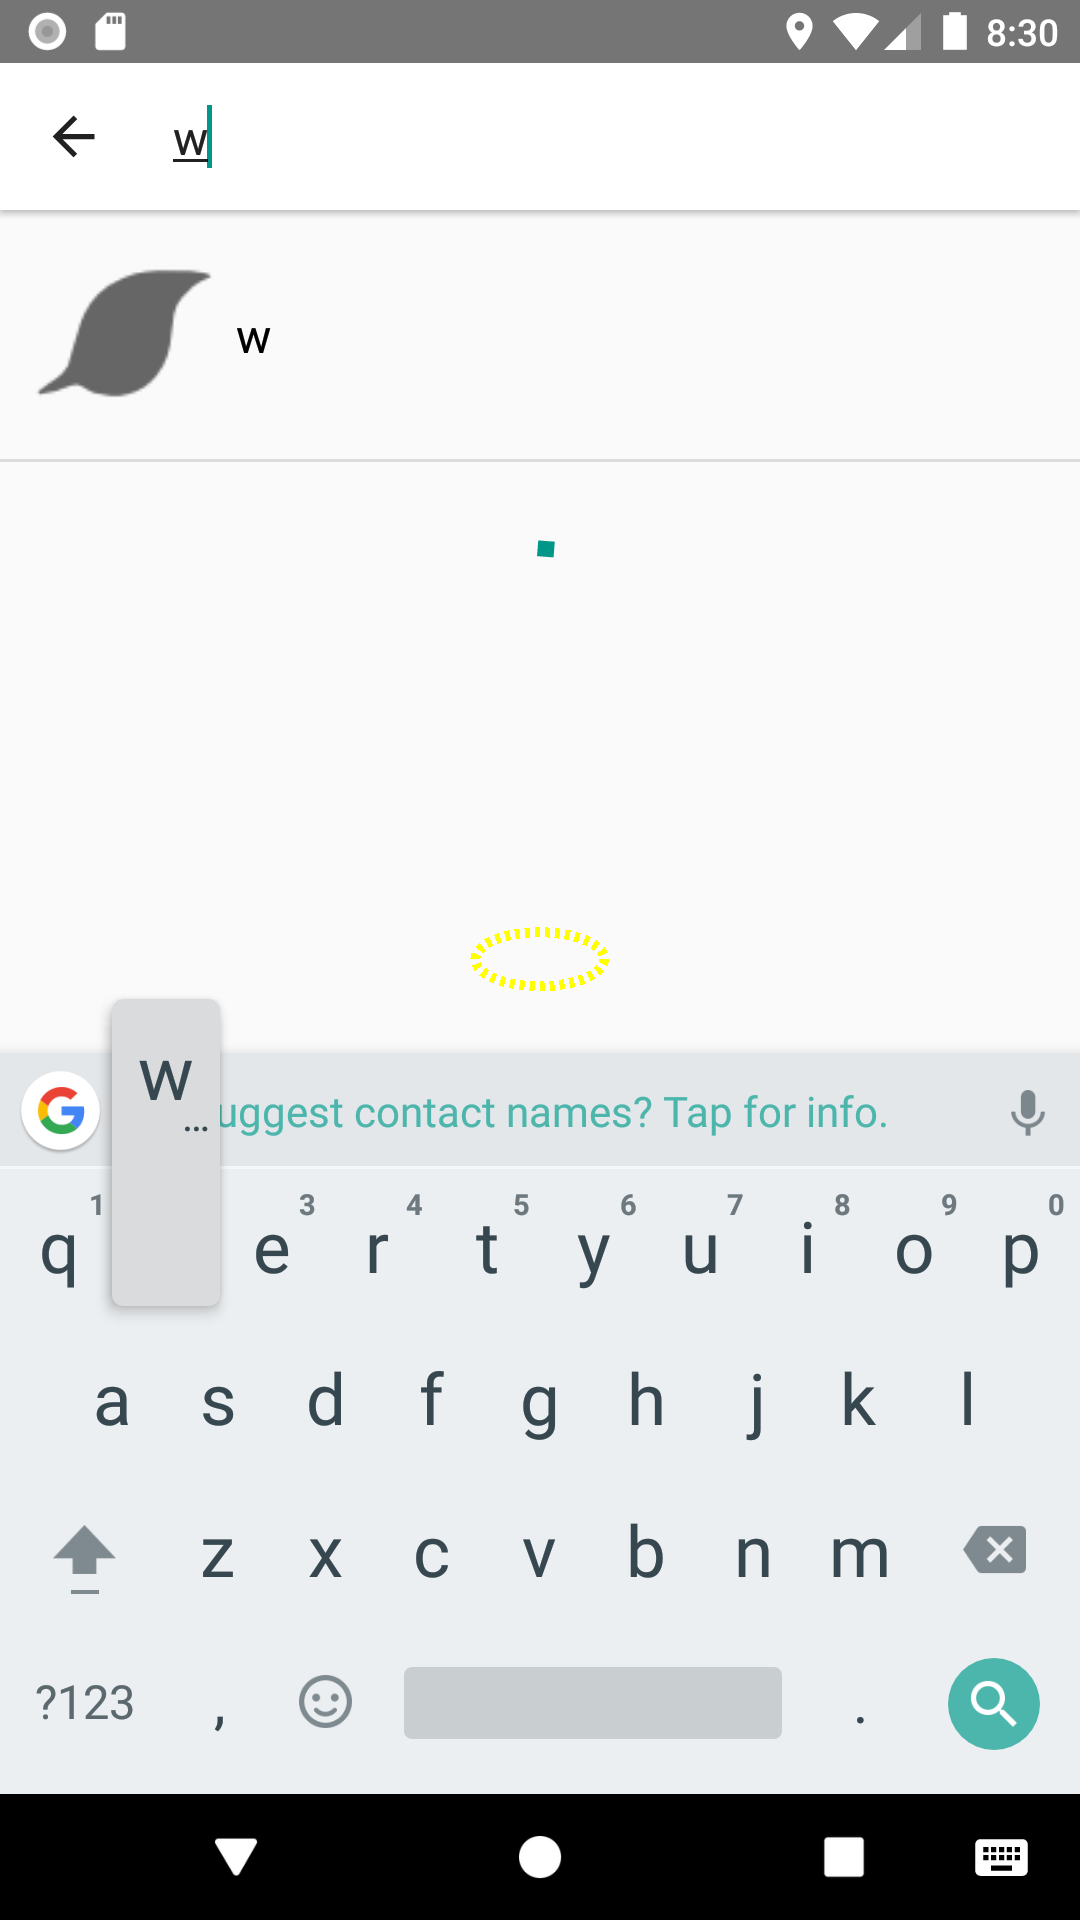 8:30
w
w
w
...
uggest contact names? Tap for info.
1 3 4 5 6 7 8 9 0
q e r t y u i o p
a s d f g h j k l
z x c v b n m
?123 , .